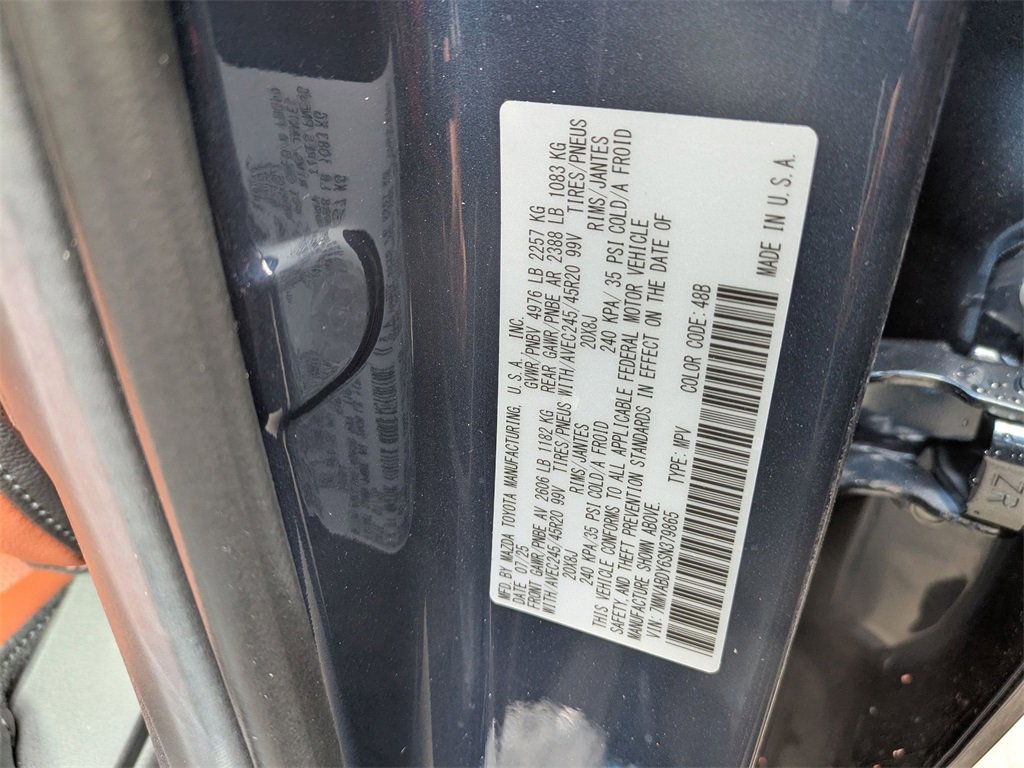 MFD. BY MAZDA TOYOTA MANUFACTURING, U.S.A., INC.
DATE 07/25 GVWR/PNBV 4976 LB 2257 KG
FRONT GAWR/PNBE AV 2606 LB 1182 KG REAR GAWR/PNBE AR 2388 LB 1083 KG
WITH/AVEC245/45R20 99V TIRES/PNEUS WITH/AVEC245/45R20 99V TIRES/PNEUS
20X8J RIMS/JANTES 20X8J RIMS/JANTES
240 KPA/35 PSI COLD/A FROID 240 KPA/35 PSI COLD/A FROID
THIS VEHICLE CONFORMS TO ALL APPLICABLE FEDERAL MOTOR VEHICLE
SAFETY, AND THEFT PREVENTION STANDARDS IN EFFECT ON THE DATE OF
MANUFACTURE SHOWN ABOVE.
VIN: 7MMVABDY6SN379865 TYPE: MPV COLOR CODE: 48B
MADE IN U.S.A.
ZR